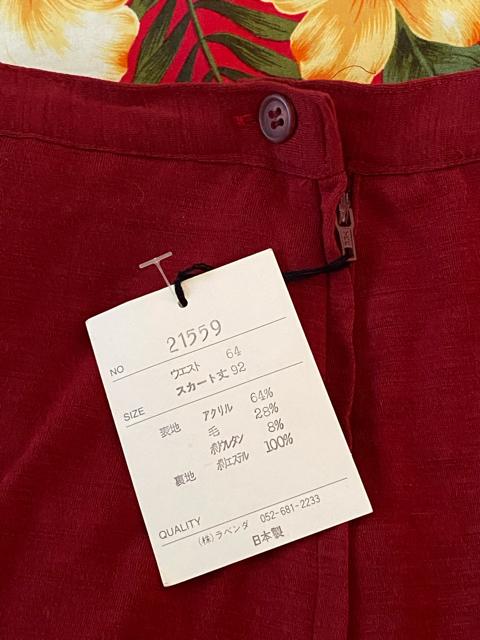 NO 21559
ウエスト 64
スカート丈 92
SIZE
表地 アクリル 64%
毛 28%
ポリウレタン 8%
裏地 ポリエステル 100%
QUALITY
(株)ラベンダ 052-681-2233
日本製
YKK